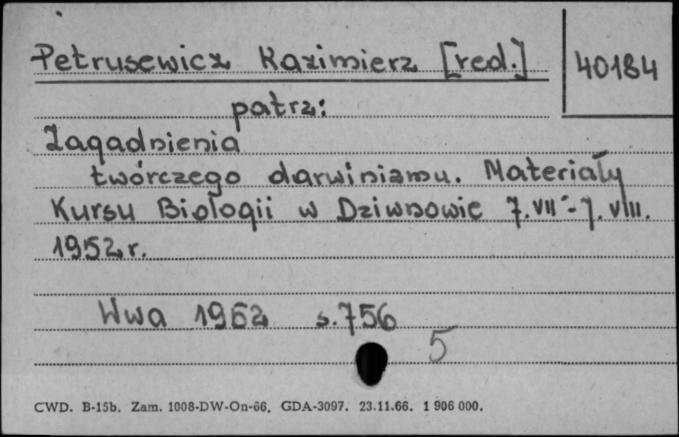 Petrusewicz Kazimierz [red.]
40184
patrz:
Zagadnienia
twórczego darwinizmu. Materiały
Kursu Biologii w Dziwnowie 7.VII - 7.VIII.
1952 r.
Wwa 1962 s. 756
5
CWD. B-15b. Zam. 1008-DW-On-66. GDA-3097. 23.11.66. 1 906 000.